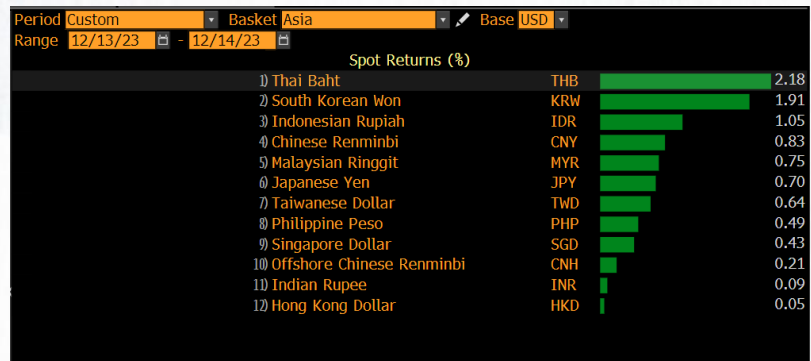 Period Custom Basket Asia Base USD
Range 12/13/23 - 12/14/23
Spot Returns (%)
1) Thai Baht THB 2.18
2) South Korean Won KRW 1.91
3) Indonesian Rupiah IDR 1.05
4) Chinese Renminbi CNY 0.83
5) Malaysian Ringgit MYR 0.75
6) Japanese Yen JPY 0.70
7) Taiwanese Dollar TWD 0.64
8) Philippine Peso PHP 0.49
9) Singapore Dollar SGD 0.43
10) Offshore Chinese Renminbi CNH 0.21
11) Indian Rupee INR 0.09
12) Hong Kong Dollar HKD 0.05